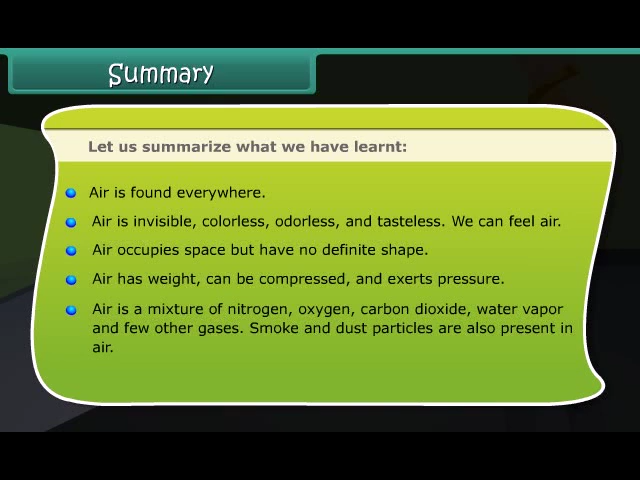 Summary
Let us summarize what we have learnt:
Air is found everywhere.
Air is invisible, colorless, odorless, and tasteless. We can feel air.
Air occupies space but have no definite shape.
Air has weight, can be compressed, and exerts pressure.
Air is a mixture of nitrogen, oxygen, carbon dioxide, water vapor
and few other gases. Smoke and dust particles are also present in
air.